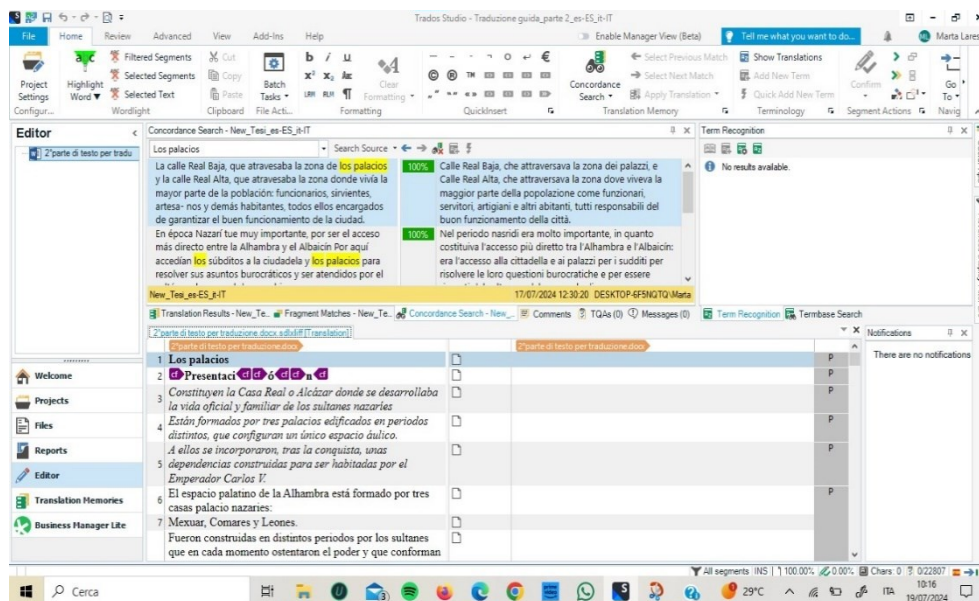 Trados Studio - Traduzione guida_parte 2_es-ES_it-IT
File Home Review Advanced View Add-Ins Help
Enable Manager View (Beta) Tell me what you want to do... Marta Lares
Project Settings
Highlight Word
Filtered Segments
Selected Segments
Selected Text
Cut
Copy
Paste
Batch Tasks
Clear Formatting
Concordance Search
Select Previous Match
Select Next Match
Apply Translation
Show Translations
Add New Term
Quick Add New Term
Confirm
Go To
Configur... Wordlight Clipboard File Acti... Formatting QuickInsert Translation Memory Terminology Segment Actions Navig
Editor
2°parte di testo per tradu
Concordance Search - New_Tesi_es-ES_it-IT
Los palacios Search Source
La calle Real Baja, que atravesaba la zona de los palacios
y la calle Real Alta, que atravesaba la zona donde vivía la
mayor parte de la población: funcionarios, sirvientes,
artesa- nos y demás habitantes, todos ellos encargados
de garantizar el buen funcionamiento de la ciudad.
100%
Calle Real Baja, che attraversava la zona dei palazzi, e
Calle Real Alta, che attraversava la zona dove viveva la
maggior parte della popolazione come funzionari,
servitori, artigiani e altri abitanti, tutti responsabili del
buon funzionamento della città.
En época Nazarí tue muy importante, por ser el acceso
más directo entre la Alhambra y el Albaicín Por aquí
accedían los súbditos a la ciudadela y los palacios para
resolver sus asuntos burocráticos y ser atendidos por el
100%
Nel periodo nasridi era molto importante, in quanto
costituiva l'accesso più diretto tra l'Alhambra e l'Albaicín:
era l'accesso alla cittadella e ai palazzi per i sudditi per
risolvere le loro questioni burocratiche e per essere
New_Tesi_es-ES_it-IT 17/07/2024 12:30:20 DESKTOP-6F5NQTQ\Marta
Translation Results - New_Te... Fragment Matches - New_Te... Concordance Search - New_... Comments TQAs (0) Messages (0)
Term Recognition
No results available.
Term Recognition Termbase Search
2°parte di testo per traduzione.docx.sdlxliff [Translation]
2°parte di testo per traduzione.docx 2°parte di testo per traduzione.docx
1 Los palacios P
2 cf Presentaci cf cf ó cf cf n cf P
3 Constituyen la Casa Real o Alcázar donde se desarrollaba
la vida oficial y familiar de los sultanes nazaríes P
4 Están formados por tres palacios edificados en periodos
distintos, que configuran un único espacio áulico. P
5 A ellos se incorporaron, tras la conquista, unas
dependencias construidas para ser habitadas por el
Emperador Carlos V. P
6 El espacio palatino de la Alhambra está formado por tres
casas palacio nazaries: P
7 Mexuar, Comares y Leones.
Fueron construidas en distintos periodos por los sultanes
que en cada momento ostentaron el poder y que conforman
Notifications
There are no notifications
Welcome
Projects
Files
Reports
Editor
Translation Memories
Business Manager Lite
All segments INS 100.00% 0.00% Chars: 0 0/22807
Cerca
29°C ITA 10:16
19/07/2024